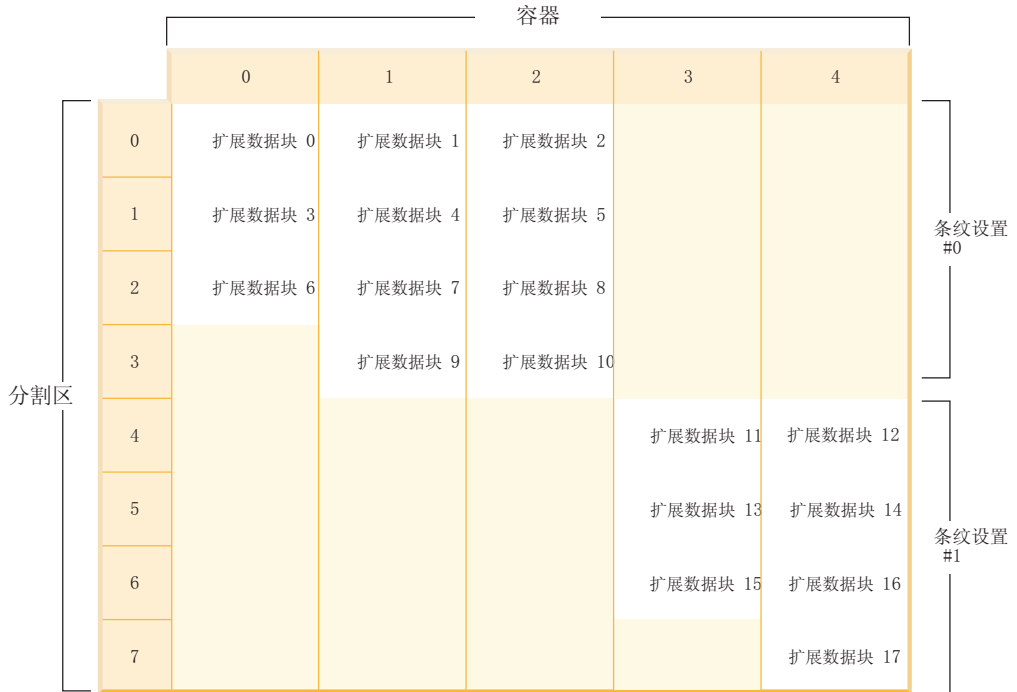 容器
0 1 2 3 4
0 扩展数据块 0 扩展数据块 1 扩展数据块 2
1 扩展数据块 3 扩展数据块 4 扩展数据块 5
条纹设置
#0
2 扩展数据块 6 扩展数据块 7 扩展数据块 8
3 扩展数据块 9 扩展数据块 10
分割区
4 扩展数据块 11 扩展数据块 12
5 扩展数据块 13 扩展数据块 14
条纹设置
#1
6 扩展数据块 15 扩展数据块 16
7 扩展数据块 17